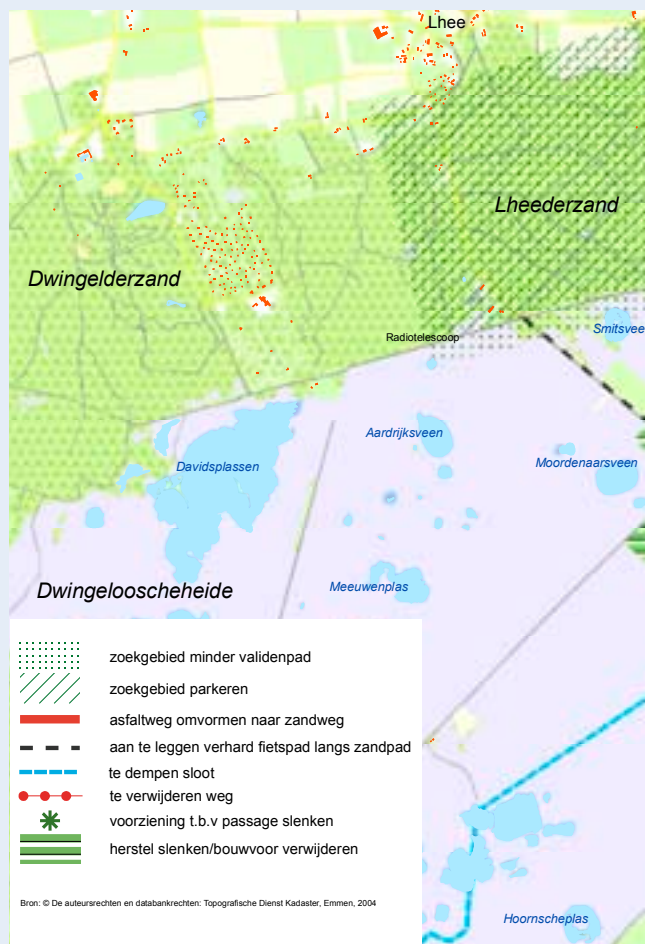 Lhee
Lheederzand
Dwingelderzand
Radiotelescoop
Smitsvee
Aardrijksveen
Davidsplassen
Moordenaarsveen
Dwingelooscheheide
Meeuwenplas
zoekgebied minder validenpad
zoekgebied parkeren
asfaltweg omvormen naar zandweg
aan te leggen verhard fietspad langs zandpad
te dempen sloot
te verwijderen weg
voorziening t.b.v passage slenken
herstel slenken/bouwvoor verwijderen
Bron: © De auteursrechten en databankrechten: Topografische Dienst Kadaster, Emmen, 2004
Hoornscheplas